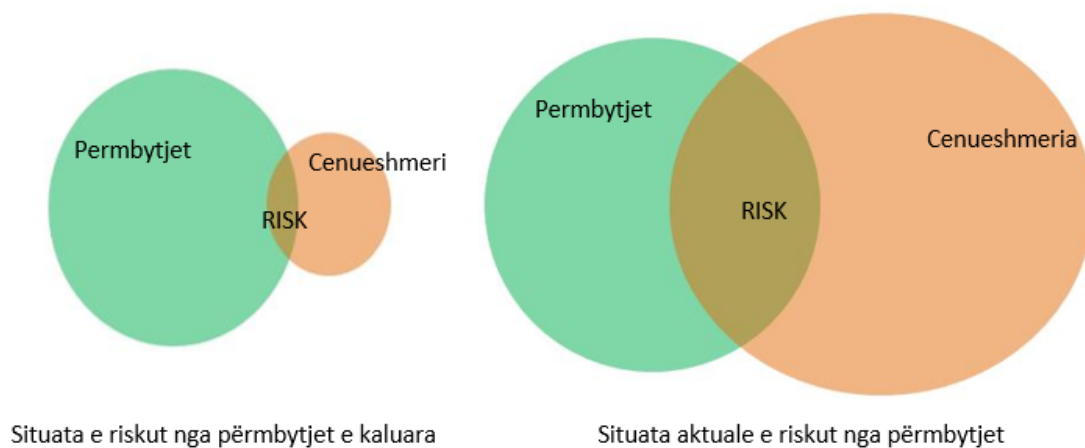 Permbytjet
Cenueshmeri
RISK
Situata e riskut nga përmbytjet e kaluara
Permbytjet
Cenueshmeria
RISK
Situata aktuale e riskut nga përmbytjet